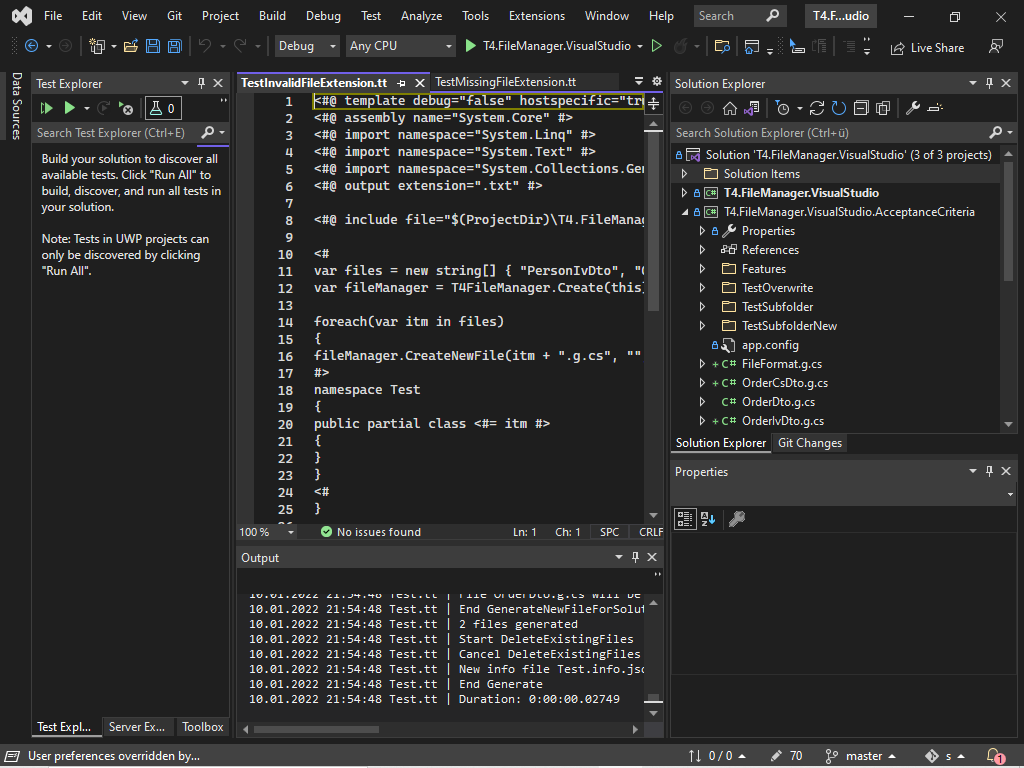 File Edit View Git Project Build Debug Test Analyze Tools Extensions Window Help Search T4.F...udio
Debug Any CPU T4.FileManager.VisualStudio Live Share
Data Sources
Test Explorer
0
Search Test Explorer (Ctrl+E)
Build your solution to discover all
available tests. Click "Run All" to
build, discover, and run all tests in
your solution.
Note: Tests in UWP projects can
only be discovered by clicking
"Run All".
Test Expl... Server Ex... Toolbox
TestInvalidFileExtension.tt TestMissingFileExtension.tt
1 <#@ template debug="false" hostspecific="tr
2 <#@ assembly name="System.Core" #>
3 <#@ import namespace="System.Linq" #>
4 <#@ import namespace="System.Text" #>
5 <#@ import namespace="System.Collections.Gen
6 <#@ output extension=".txt" #>
7
8 <#@ include file="$(ProjectDir)\T4.FileManag
9
10 <#
11 var files = new string[] { "PersonIvDto", "
12 var fileManager = T4FileManager.Create(this
13
14 foreach(var itm in files)
15 {
16 fileManager.CreateNewFile(itm + ".g.cs", ""
17 #>
18 namespace Test
19 {
20 public partial class <#= itm #>
21 {
22 }
23 }
24 <#
25 }
100 % No issues found Ln: 1 Ch: 1 SPC CRLF
Output
10.01.2022 21:54:48 Test.tt | File OrderDto.g.cs will be
10.01.2022 21:54:48 Test.tt | End GenerateNewFileForSolut
10.01.2022 21:54:48 Test.tt | 2 files generated
10.01.2022 21:54:48 Test.tt | Start DeleteExistingFiles
10.01.2022 21:54:48 Test.tt | Cancel DeleteExistingFiles
10.01.2022 21:54:48 Test.tt | New info file Test.info.jso
10.01.2022 21:54:48 Test.tt | End Generate
10.01.2022 21:54:48 Test.tt | Duration: 0:00:00.02749
Solution Explorer
Search Solution Explorer (Ctrl+ü)
Solution 'T4.FileManager.VisualStudio' (3 of 3 projects)
Solution Items
C# T4.FileManager.VisualStudio
C# T4.FileManager.VisualStudio.AcceptanceCriteria
Properties
References
Features
TestOverwrite
TestSubfolder
TestSubfolderNew
app.config
+ C# FileFormat.g.cs
+ C# OrderCsDto.g.cs
C# OrderDto.g.cs
+ C# OrderIvDto.g.cs
Solution Explorer Git Changes
Properties
User preferences overridden by... 0 / 0 70 master s 1